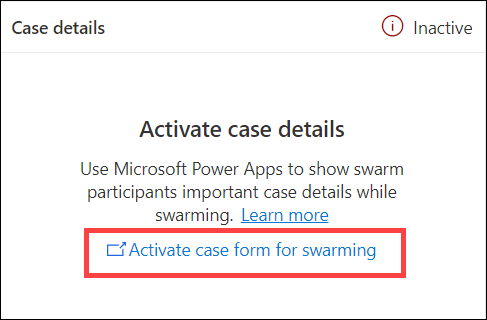 Case details
Inactive
Activate case details
Use Microsoft Power Apps to show swarm
participants important case details while
swarming. Learn more
Activate case form for swarming